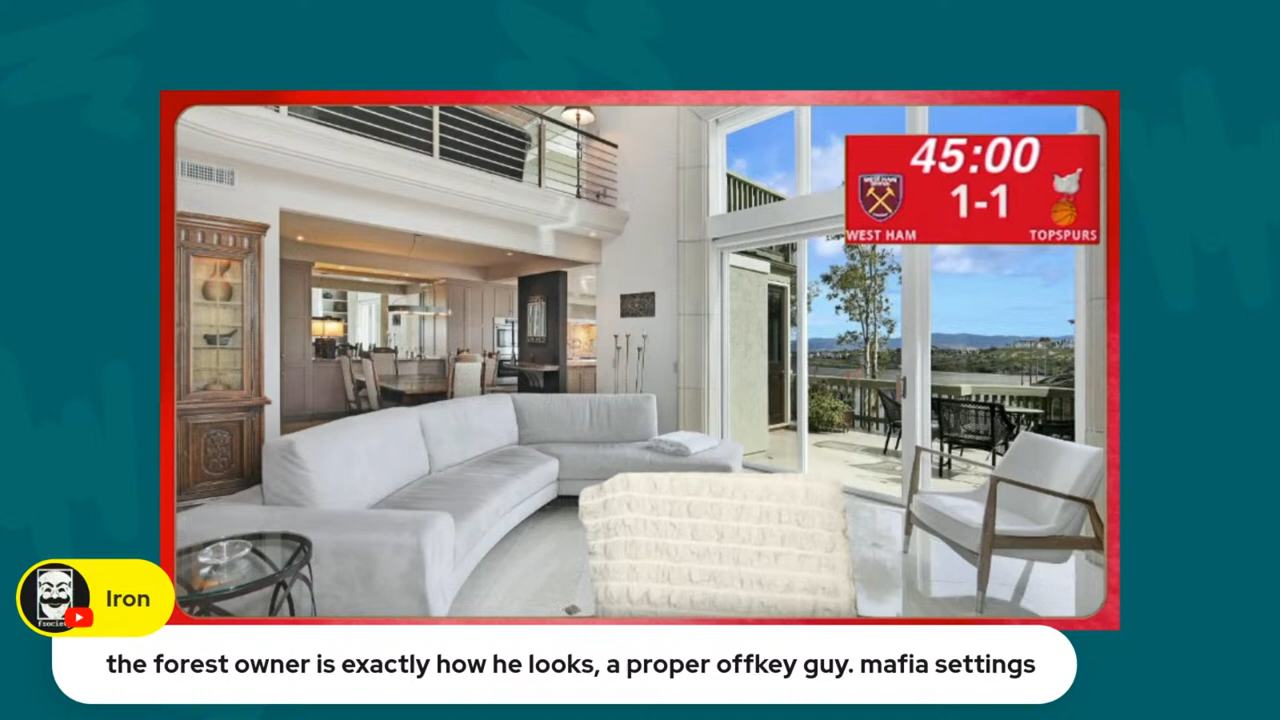 45:00
1-1
WEST HAM
TOPSPURS
Iron
fsociety
the forest owner is exactly how he looks, a proper offkey guy. mafia settings